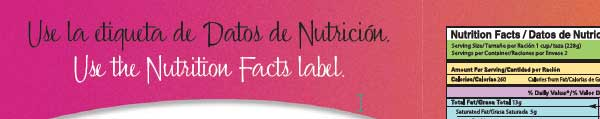 Use la etiqueta de Datos de Nutrición.
Use the Nutrition Facts label.
Nutrition Facts / Datos de Nutric
Serving Size/Tamaño por Ración 1 cup/taza (228g)
Servings per Container/Raciones por Envase 2
Amount Per Serving/Cantidad por Ración
Calories/Calorías 260 Calories from Fat/Calorías de Gr
% Daily Value*/% Valor D
Total Fat/Grasa Total 13g
Saturated Fat/Grasa Saturada 5g